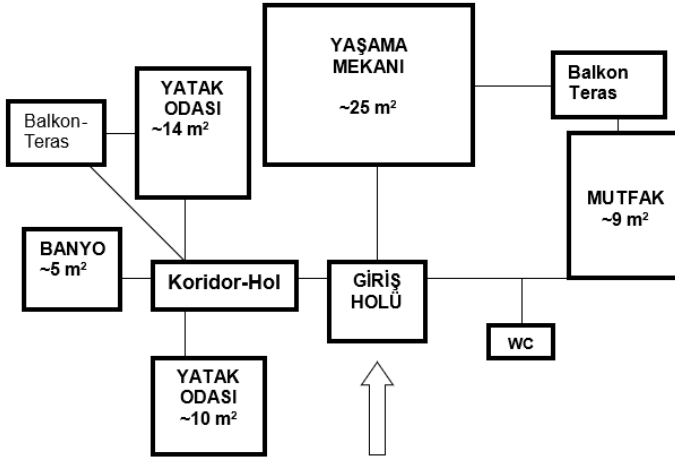 YAŞAMA
MEKANI
~25 m²
Balkon
Teras
YATAK
ODASI
~14 m²
Balkon-
Teras
MUTFAK
~9 m²
BANYO
~5 m²
Koridor-Hol
GİRİŞ
HOLÜ
WC
YATAK
ODASI
~10 m²